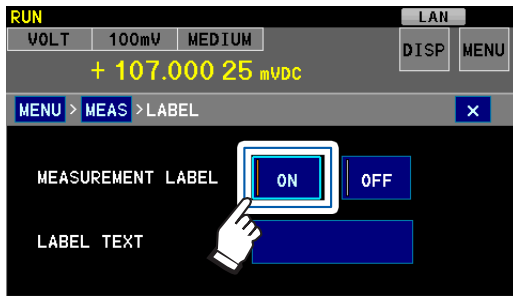 RUN LAN
VOLT 100mV MEDIUM DISP MENU
+ 107.000 25 mVDC
MENU > MEAS >LABEL ×
MEASUREMENT LABEL ON OFF
LABEL TEXT